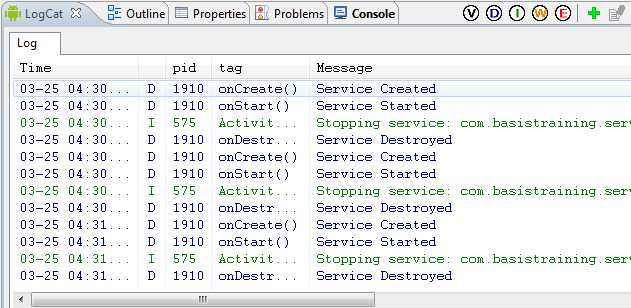 LogCat Outline Properties Problems Console V D I W E
Log
Time pid tag Message
03-25 04:30... D 1910 onCreate() Service Created
03-25 04:30... D 1910 onStart() Service Started
03-25 04:30... I 575 Activit... Stopping service: com.basistraining.serv
03-25 04:30... D 1910 onDestr... Service Destroyed
03-25 04:30... D 1910 onCreate() Service Created
03-25 04:30... D 1910 onStart() Service Started
03-25 04:30... I 575 Activit... Stopping service: com.basistraining.serv
03-25 04:30... D 1910 onDestr... Service Destroyed
03-25 04:31... D 1910 onCreate() Service Created
03-25 04:31... D 1910 onStart() Service Started
03-25 04:31... I 575 Activit... Stopping service: com.basistraining.serv
03-25 04:31... D 1910 onDestr... Service Destroyed